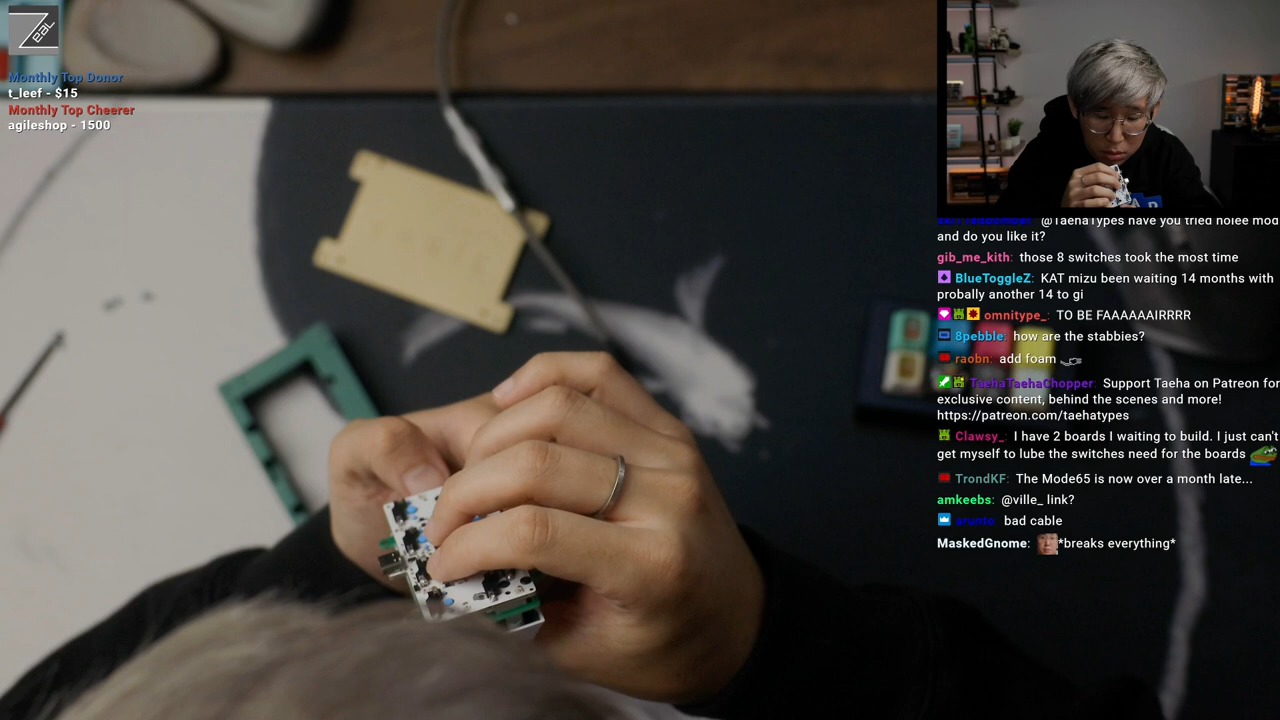 Zeal
Monthly Top Donor
t_leef - $15
Monthly Top Cheerer
agileshop - 1500
@TaehaTypes have you tried holee mod
and do you like it?
gib_me_kith: those 8 switches took the most time
BlueToggleZ: KAT mizu been waiting 14 months with
probally another 14 to gi
omnitype_: TO BE FAAAAAAIRRRR
8pebble: how are the stabbies?
raobn: add foam
TaehaTaehaChopper: Support Taeha on Patreon for
exclusive content, behind the scenes and more!
https://patreon.com/taehatypes
Clawsy_: I have 2 boards I waiting to build. I just can't
get myself to lube the switches need for the boards
TrondKF: The Mode65 is now over a month late...
amkeebs: @ville_ link?
arunto: bad cable
MaskedGnome: *breaks everything*